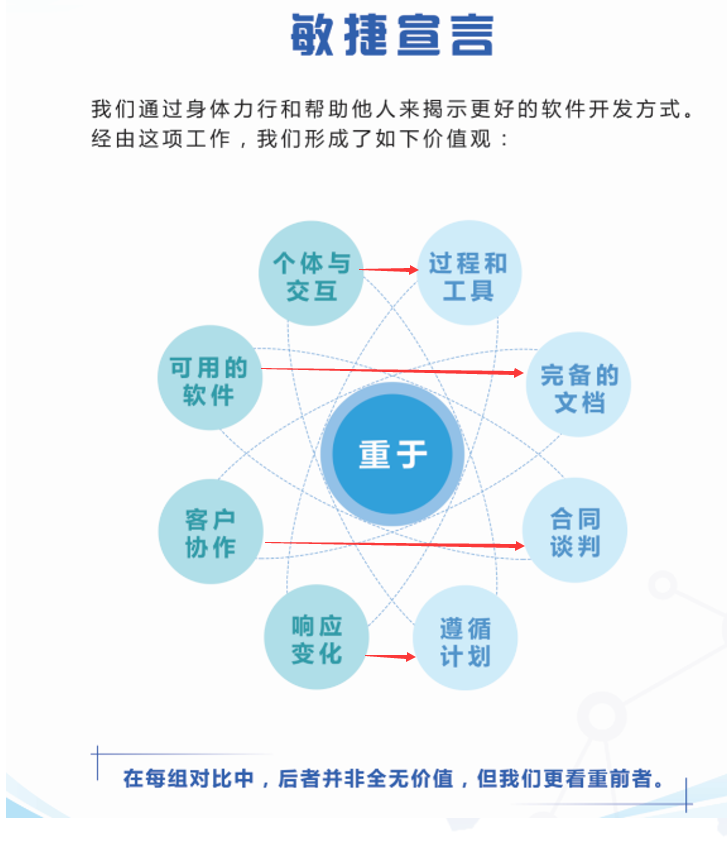 敏捷宣言
我们通过身体力行和帮助他人来揭示更好的软件开发方式。
经由这项工作，我们形成了如下价值观：
个体与
交互
过程和
工具
可用的
软件
完备的
文档
重于
客户
协作
合同
谈判
响应
变化
遵循
计划
在每组对比中，后者并非全无价值，但我们更看重前者。